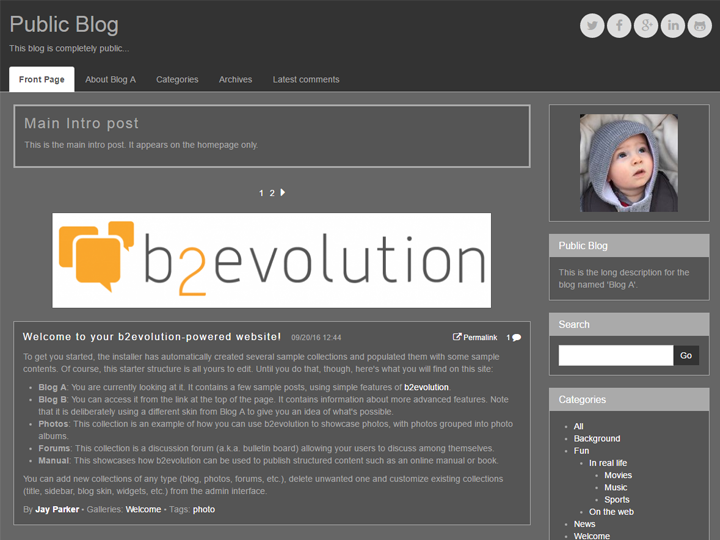 Public Blog
This blog is completely public...
Front Page About Blog A Categories Archives Latest comments
Main Intro post
This is the main intro post. It appears on the homepage only.
1 2
b2evolution
Welcome to your b2evolution-powered website! 09/20/16 12:44 Permalink 1
To get you started, the installer has automatically created several sample collections and populated them with some sample
contents. Of course, this starter structure is all yours to edit. Until you do that, though, here's what you will find on this site:
• Blog A: You are currently looking at it. It contains a few sample posts, using simple features of b2evolution.
• Blog B: You can access it from the link at the top of the page. It contains information about more advanced features. Note
that it is deliberately using a different skin from Blog A to give you an idea of what's possible.
• Photos: This collection is an example of how you can use b2evolution to showcase photos, with photos grouped into photo
albums.
• Forums: This collection is a discussion forum (a.k.a. bulletin board) allowing your users to discuss among themselves.
• Manual: This showcases how b2evolution can be used to publish structured content such as an online manual or book.
You can add new collections of any type (blog, photos, forums, etc.), delete unwanted one and customize existing collections
(title, sidebar, blog skin, widgets, etc.) from the admin interface.
By Jay Parker • Galleries: Welcome • Tags: photo
Public Blog
This is the long description for the
blog named 'Blog A'.
Search
Go
Categories
• All
• Background
• Fun
• In real life
• Movies
• Music
• Sports
• On the web
• News
• Welcome